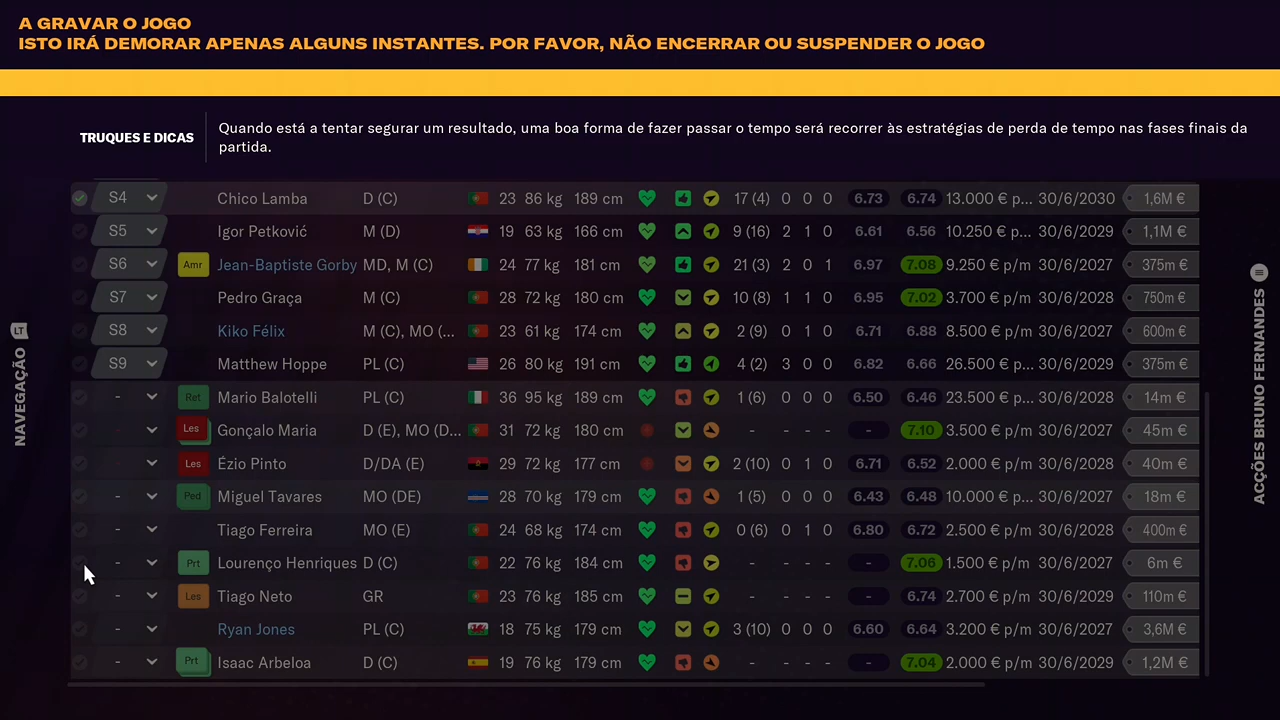 A GRAVAR O JOGO
ISTO IRÁ DEMORAR APENAS ALGUNS INSTANTES. POR FAVOR, NÃO ENCERRAR OU SUSPENDER O JOGO
TRUQUES E DICAS
Quando está a tentar segurar um resultado, uma boa forma de fazer passar o tempo será recorrer às estratégias de perda de tempo nas fases finais da
partida.
S4 Chico Lamba D (C) 23 86 kg 189 cm 17 (4) 0 0 0 6.73 6.74 13.000 € p... 30/6/2030 1,6M €
S5 Igor Petković M (D) 19 63 kg 166 cm 9 (16) 2 1 0 6.61 6.56 10.250 € p... 30/6/2029 1,1M €
S6 Amr Jean-Baptiste Gorby MD, M (C) 24 77 kg 181 cm 21 (3) 2 0 1 6.97 7.08 9.250 € p/m 30/6/2027 375m €
S7 Pedro Graça M (C) 28 72 kg 180 cm 10 (8) 1 1 0 6.95 7.02 3.700 € p/m 30/6/2028 750m €
S8 Kiko Félix M (C), MO (... 23 61 kg 174 cm 2 (9) 0 1 0 6.71 6.88 8.500 € p/m 30/6/2027 600m €
S9 Matthew Hoppe PL (C) 26 80 kg 191 cm 4 (2) 3 0 0 6.82 6.66 26.500 € p... 30/6/2027 375m €
- Ret Mario Balotelli PL (C) 36 95 kg 189 cm 1 (6) 0 0 0 6.50 6.46 23.500 € p... 30/6/2028 14m €
Les Gonçalo Maria D (E), MO (D... 31 72 kg 180 cm - - - - - 7.10 3.500 € p/m 30/6/2028 45m €
Les Ézio Pinto D/DA (E) 29 72 kg 177 cm 2 (10) 0 1 0 6.71 6.52 2.000 € p/m 30/6/2028 40m €
- Ped Miguel Tavares MO (DE) 28 70 kg 179 cm 1 (5) 0 0 0 6.43 6.48 10.000 € p... 30/6/2027 18m €
- Tiago Ferreira MO (E) 24 68 kg 174 cm 0 (6) 0 1 0 6.80 6.72 2.500 € p/m 30/6/2028 400m €
- Prt Lourenço Henriques D (C) 22 76 kg 184 cm - - - - - 7.06 1.500 € p/m 30/6/2027 6m €
- Les Tiago Neto GR 23 76 kg 185 cm - - - - - 6.74 2.700 € p/m 30/6/2029 110m €
- Ryan Jones PL (C) 18 75 kg 179 cm 3 (10) 0 0 0 6.60 6.64 3.200 € p/m 30/6/2027 3,6M €
- Prt Isaac Arbeloa D (C) 19 76 kg 179 cm - - - - - 7.04 2.000 € p/m 30/6/2029 1,2M €
LT
NAVEGAÇÃO
ACÇÕES BRUNO FERNANDES